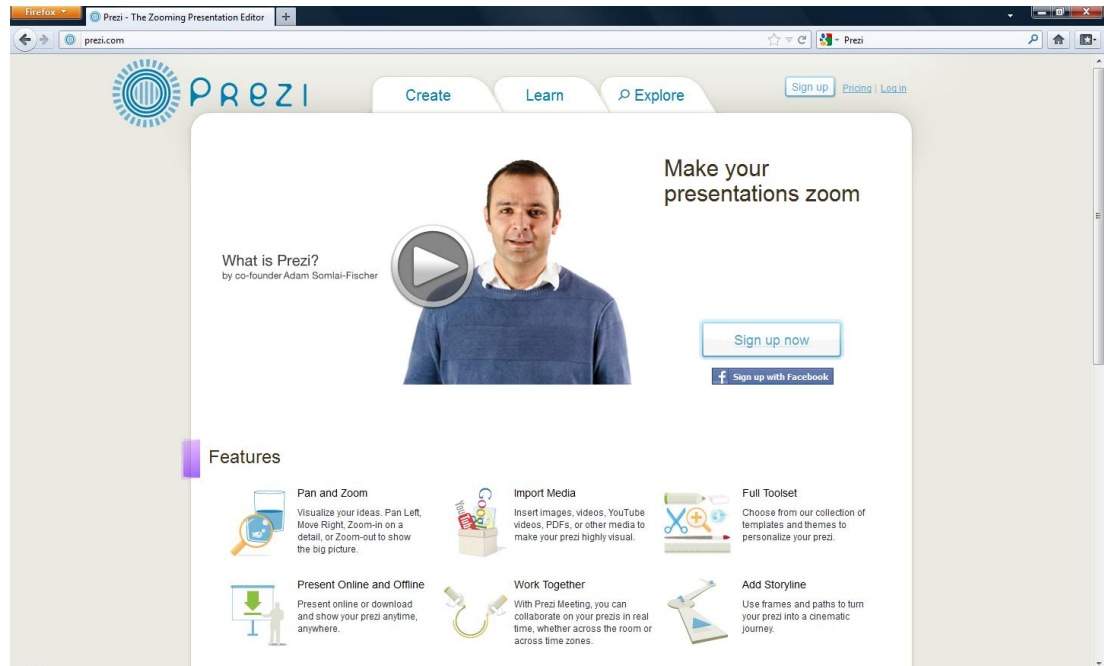 Firefox
Prezi - The Zooming Presentation Editor
prezi.com
Prezi
PRezI
Create
Learn
Explore
Sign up
Pricing | Log in
Make your
presentations zoom
What is Prezi?
by co-founder Adam Somlai-Fischer
Sign up now
f Sign up with Facebook
Features
Pan and Zoom
Visualize your ideas. Pan Left,
Move Right, Zoom-in on a
detail, or Zoom-out to show
the big picture.
Import Media
Insert images, videos, YouTube
videos, PDFs, or other media to
make your prezi highly visual.
Full Toolset
Choose from our collection of
templates and themes to
personalize your prezi.
Present Online and Offline
Present online or download
and show your prezi anytime,
anywhere.
Work Together
With Prezi Meeting, you can
collaborate on your prezis in real
time, whether across the room or
across time zones.
Add Storyline
Use frames and paths to turn
your prezi into a cinematic
journey.